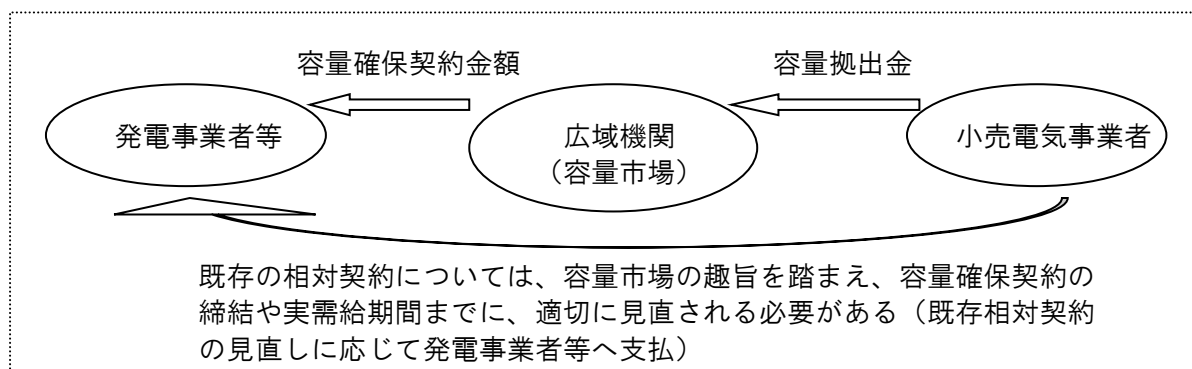 容量確保契約金額
容量拠出金
発電事業者等
広域機関
（容量市場）
小売電気事業者
既存の相対契約については、容量市場の趣旨を踏まえ、容量確保契約の
締結や実需給期間までに、適切に見直される必要がある（既存相対契約
の見直しに応じて発電事業者等へ支払）